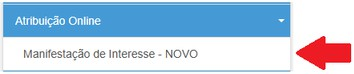 Atribuição Online
Manifestação de Interesse - NOVO